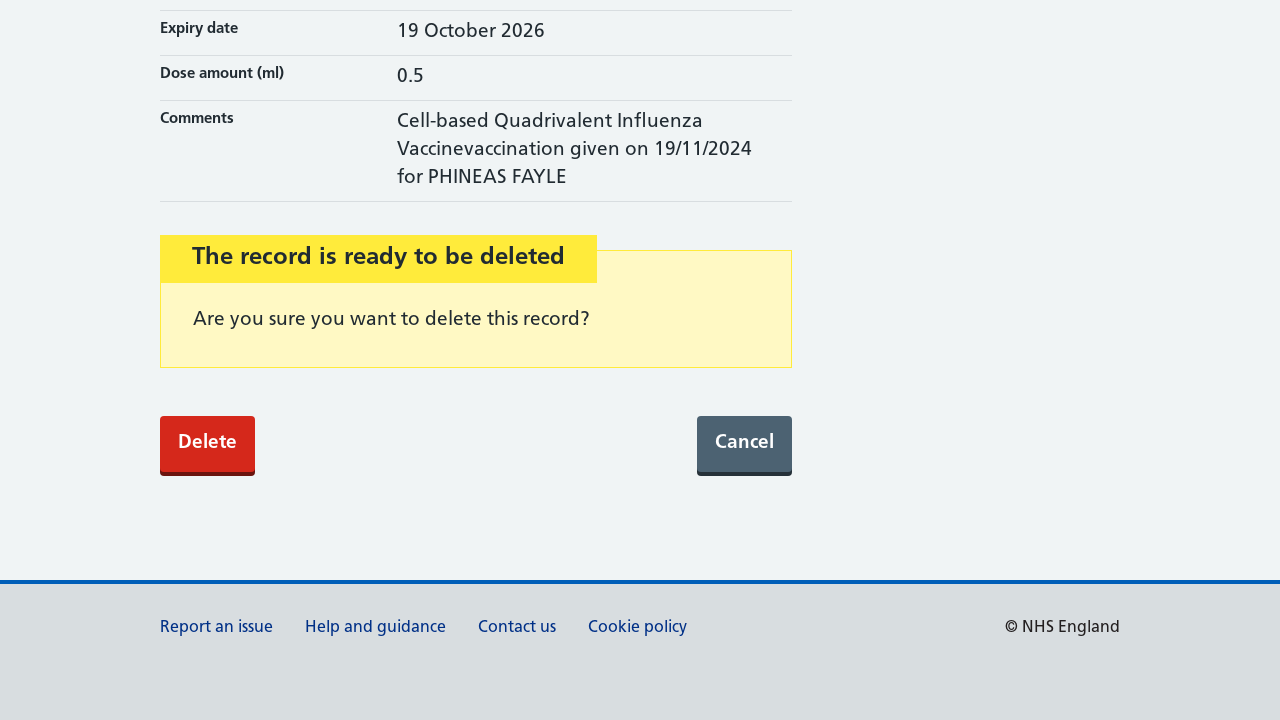 Expiry date
19 October 2026
Dose amount (ml)
0.5
Comments
Cell-based Quadrivalent Influenza
Vaccinevaccination given on 19/11/2024
for PHINEAS FAYLE
The record is ready to be deleted
Are you sure you want to delete this record?
Delete
Cancel
Report an issue
Help and guidance
Contact us
Cookie policy
© NHS England